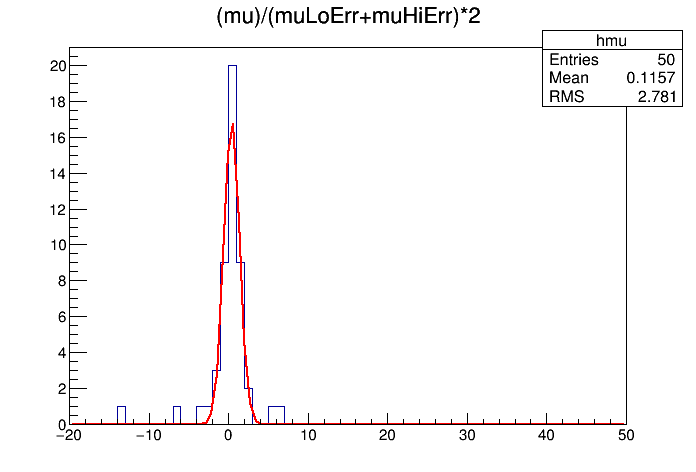 (mu)/(muLoErr+muHiErr)*2
hmu
Entries 50
Mean 0.1157
RMS 2.781
20
18
16
14
12
10
8
6
4
2
0
−20 −10 0 10 20 30 40 50